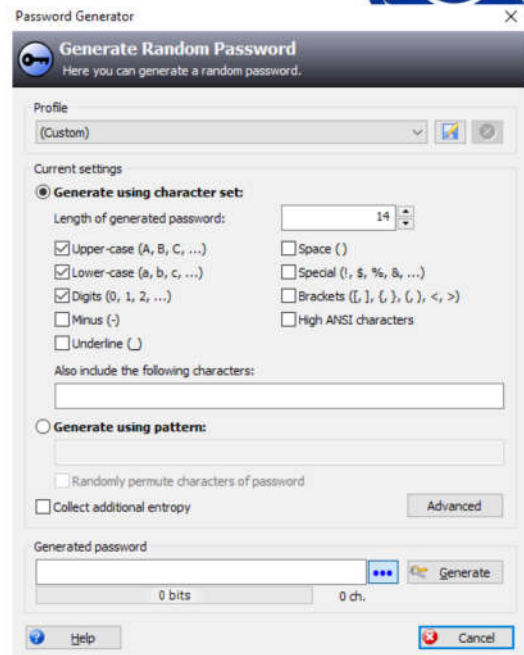 Password Generator
Generate Random Password
Here you can generate a random password.
Profile
(Custom)
Current settings
Generate using character set:
Length of generated password: 14
Upper-case (A, B, C, ...)
Space ( )
Lower-case (a, b, c, ...)
Special (!, $, %, &, ...)
Digits (0, 1, 2, ...)
Brackets ([, ], {, }, (, ), <, >)
Minus (-)
High ANSI characters
Underline (_)
Also include the following characters:
Generate using pattern:
Randomly permute characters of password
Collect additional entropy
Advanced
Generated password
Generate
0 bits
0 ch.
Help
Cancel